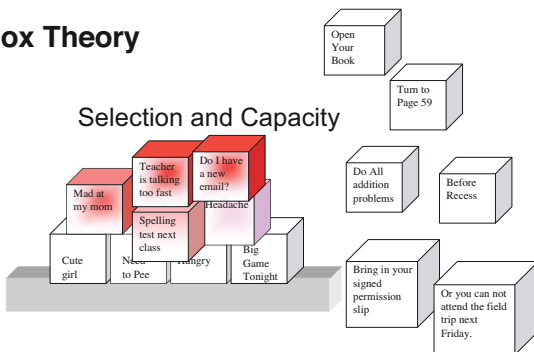 ox Theory
Selection and Capacity
Open
Your
Book
Turn to
Page 59
Teacher
is talking
too fast
Do I have
a new
email?
Mad at
my mom
Spelling
test next
class
Headache
Cute
girl
Need
to Pee
Hungry
Big
Game
Tonight
Do All
addition
problems
Before
Recess
Bring in your
signed
permission
slip
Or you can not
attend the field
trip next
Friday.